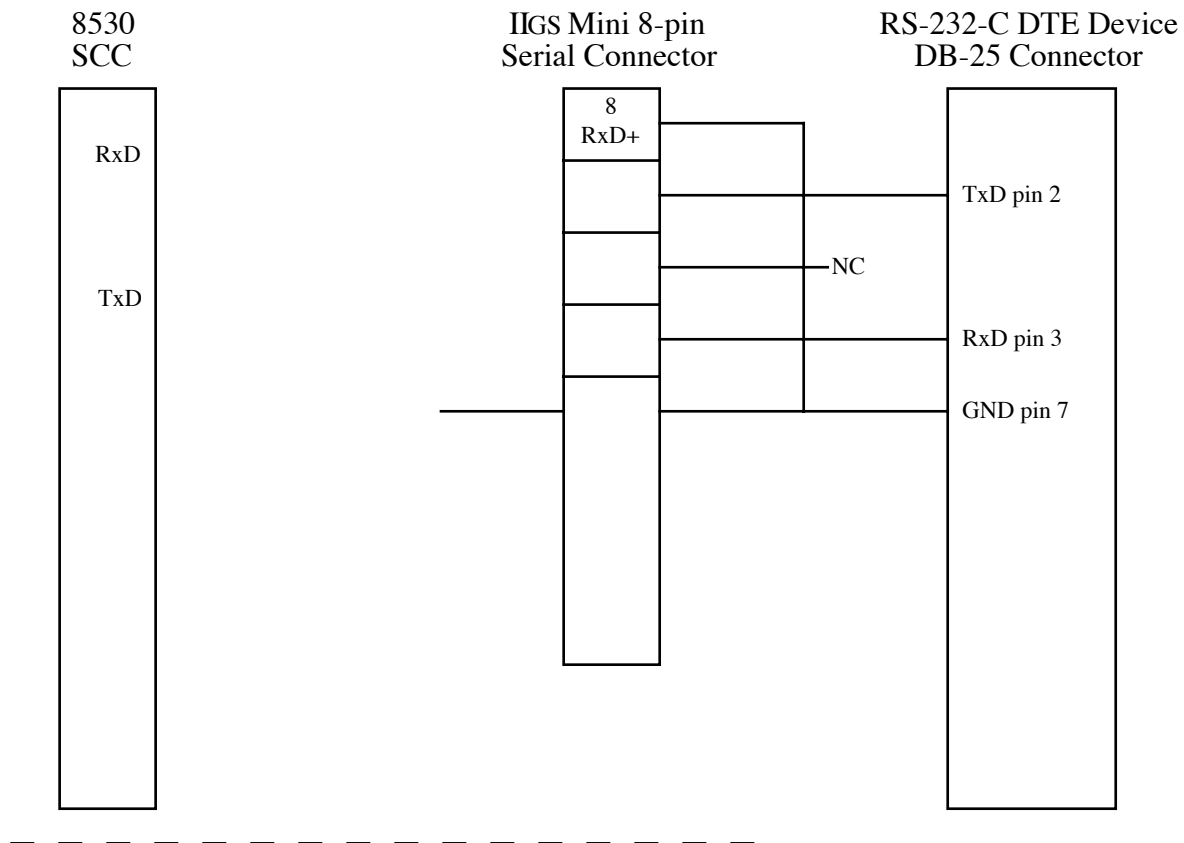 8530
SCC
IIGS Mini 8-pin
Serial Connector
RS-232-C DTE Device
DB-25 Connector
8
RxD+
RxD
TxD pin 2
NC
TxD
RxD pin 3
GND pin 7